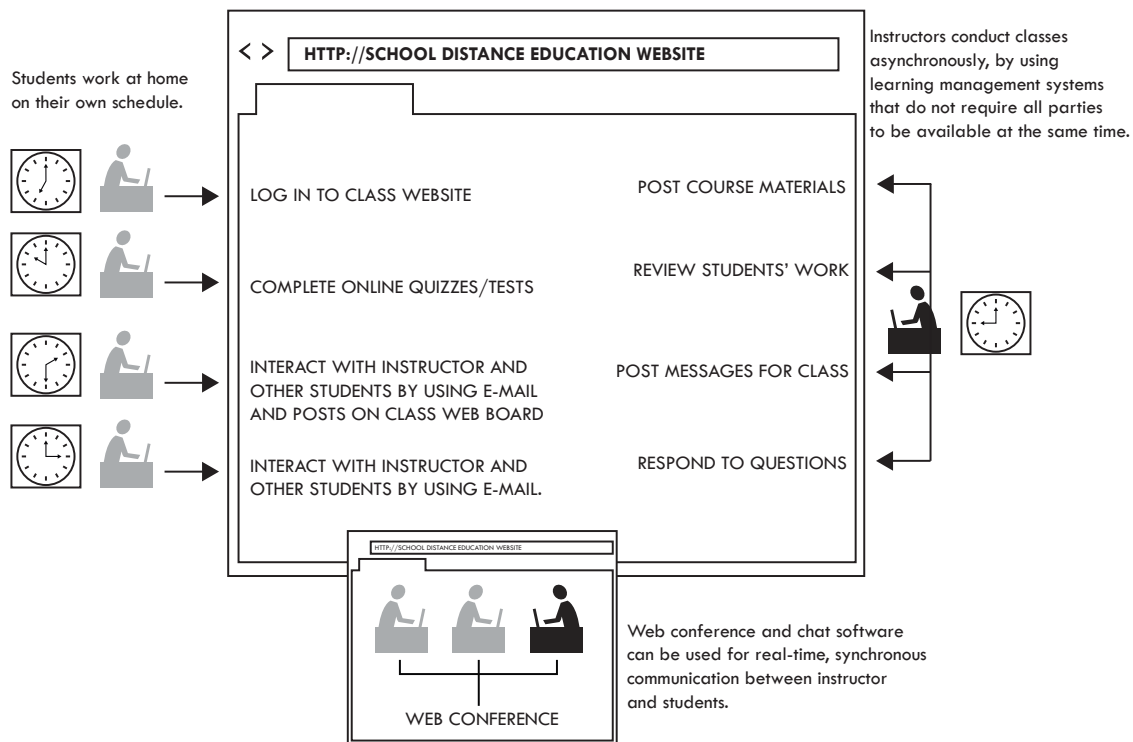 < > HTTP://SCHOOL DISTANCE EDUCATION WEBSITE
Students work at home
on their own schedule.
Instructors conduct classes
asynchronously, by using
learning management systems
that do not require all parties
to be available at the same time.
LOG IN TO CLASS WEBSITE
COMPLETE ONLINE QUIZZES/TESTS
INTERACT WITH INSTRUCTOR AND
OTHER STUDENTS BY USING E-MAIL
AND POSTS ON CLASS WEB BOARD
INTERACT WITH INSTRUCTOR AND
OTHER STUDENTS BY USING E-MAIL.
POST COURSE MATERIALS
REVIEW STUDENTS' WORK
POST MESSAGES FOR CLASS
RESPOND TO QUESTIONS
HTTP://SCHOOL DISTANCE EDUCATION WEBSITE
WEB CONFERENCE
Web conference and chat software
can be used for real-time, synchronous
communication between instructor
and students.